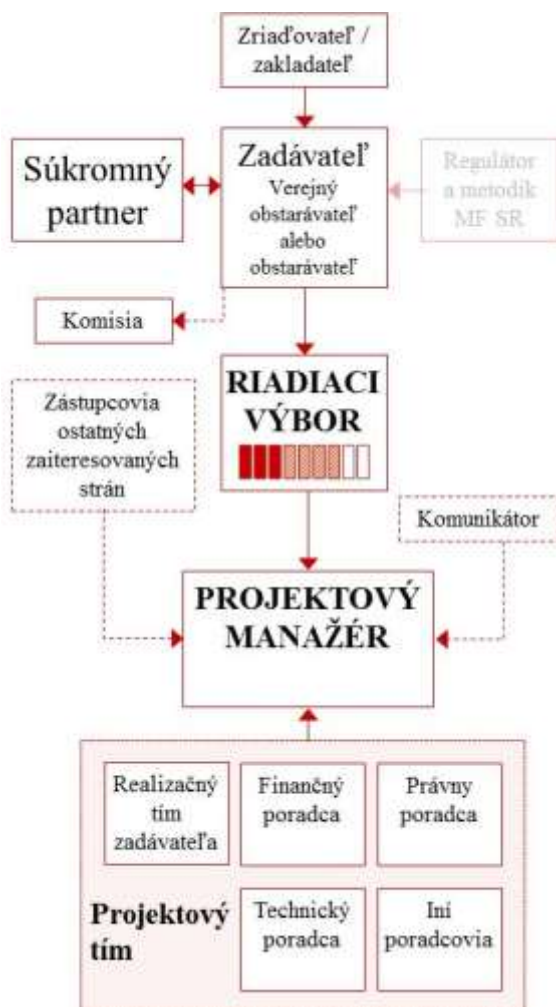 Zriaďovateľ /
zakladateľ
Súkromný
partner
Zadávateľ
Verejný
obstarávateľ
alebo
obstarávateľ
Regulátor
a metodik
MF SR
Komisia
RIADIACI
VÝBOR
Zástupcovia
ostatných
zaiteresovaných
strán
Komunikátor
PROJEKTOVÝ
MANAŽÉR
Realizačný
tím
zadávateľa
Finančný
poradca
Právny
poradca
Projektový
tím
Technický
poradca
Iní
poradcovia